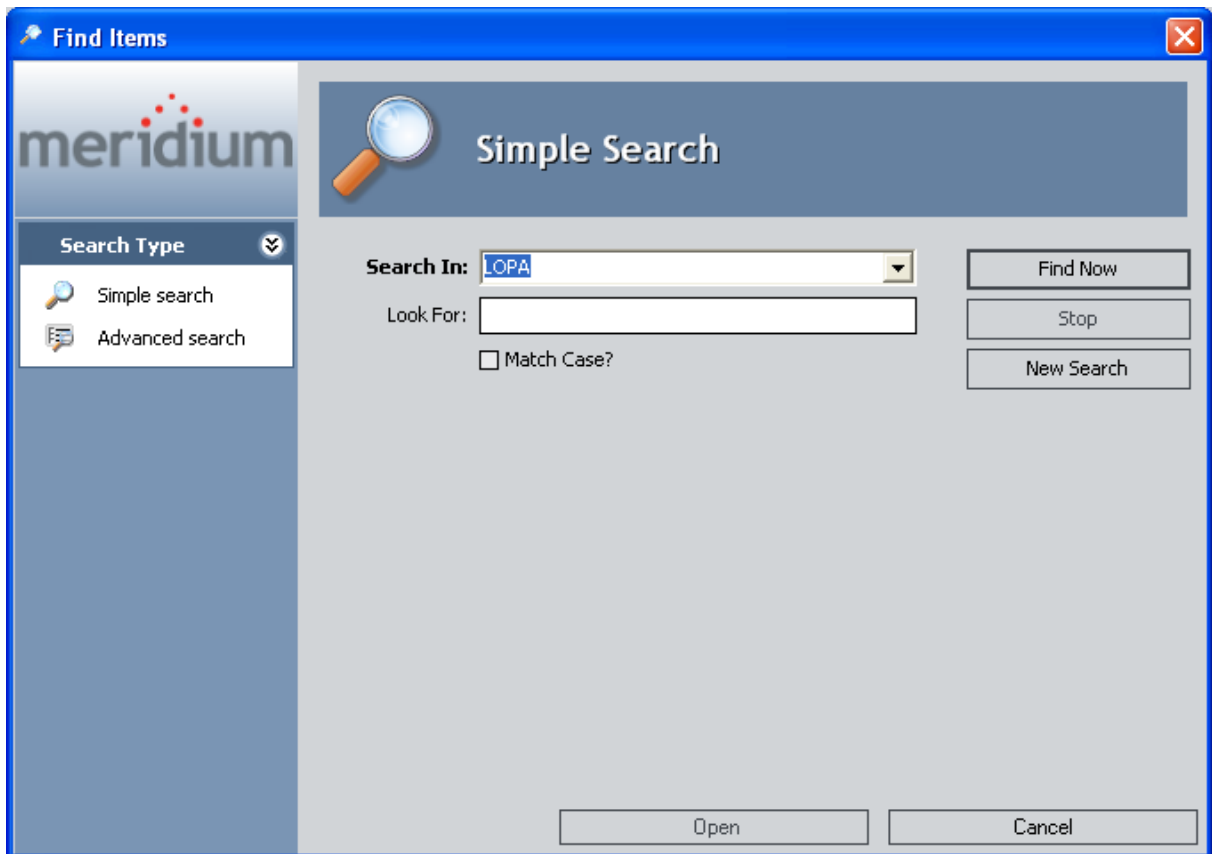 Find Items
meridium
Simple Search
Search Type
Simple search
Advanced search
Search In: LOPA
Look For:
Match Case?
Find Now
Stop
New Search
Open
Cancel